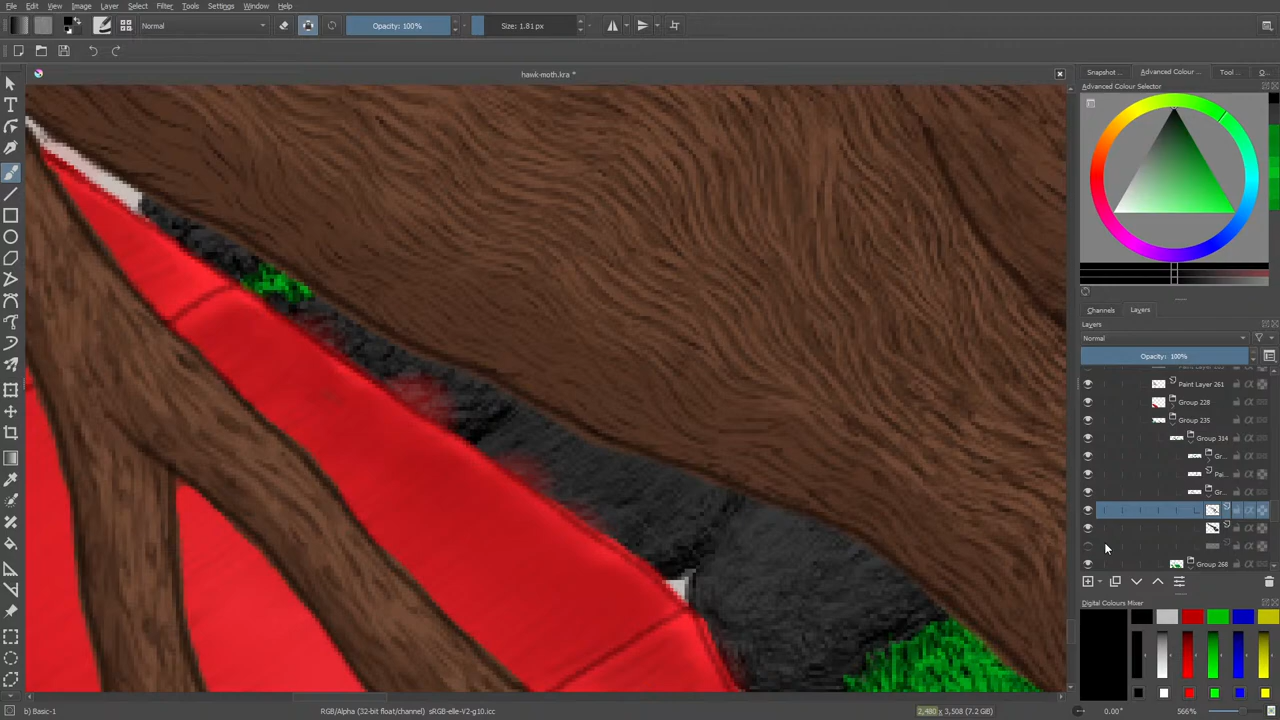 File Edit View Image Layer Select Filter Tools Settings Window Help
Normal Opacity: 100% Size: 1.81 px
hawk-moth.kra *
Snapshot ... Advanced Colour ... Tool ... O...
Advanced Colour Selector
Channels Layers
Layers
Normal
Opacity: 100%
Paint Layer 261
Group 228
Group 235
Group 314
Gr...
Pai...
Gr...
Group 268
Digital Colours Mixer
b) Basic-1 RGB/Alpha (32-bit float/channel) sRGB-elle-V2-g10.icc 2,480 x 3,508 (7.2 GB) 0.00° 566%